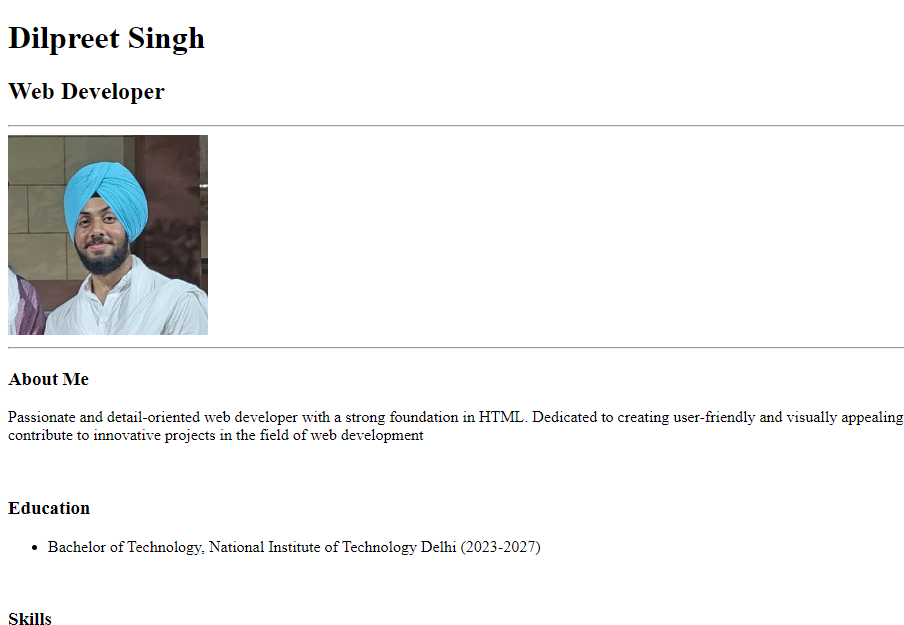 Dilpreet Singh
Web Developer
About Me
Passionate and detail-oriented web developer with a strong foundation in HTML. Dedicated to creating user-friendly and visually appealing
contribute to innovative projects in the field of web development
Education
• Bachelor of Technology, National Institute of Technology Delhi (2023-2027)
Skills